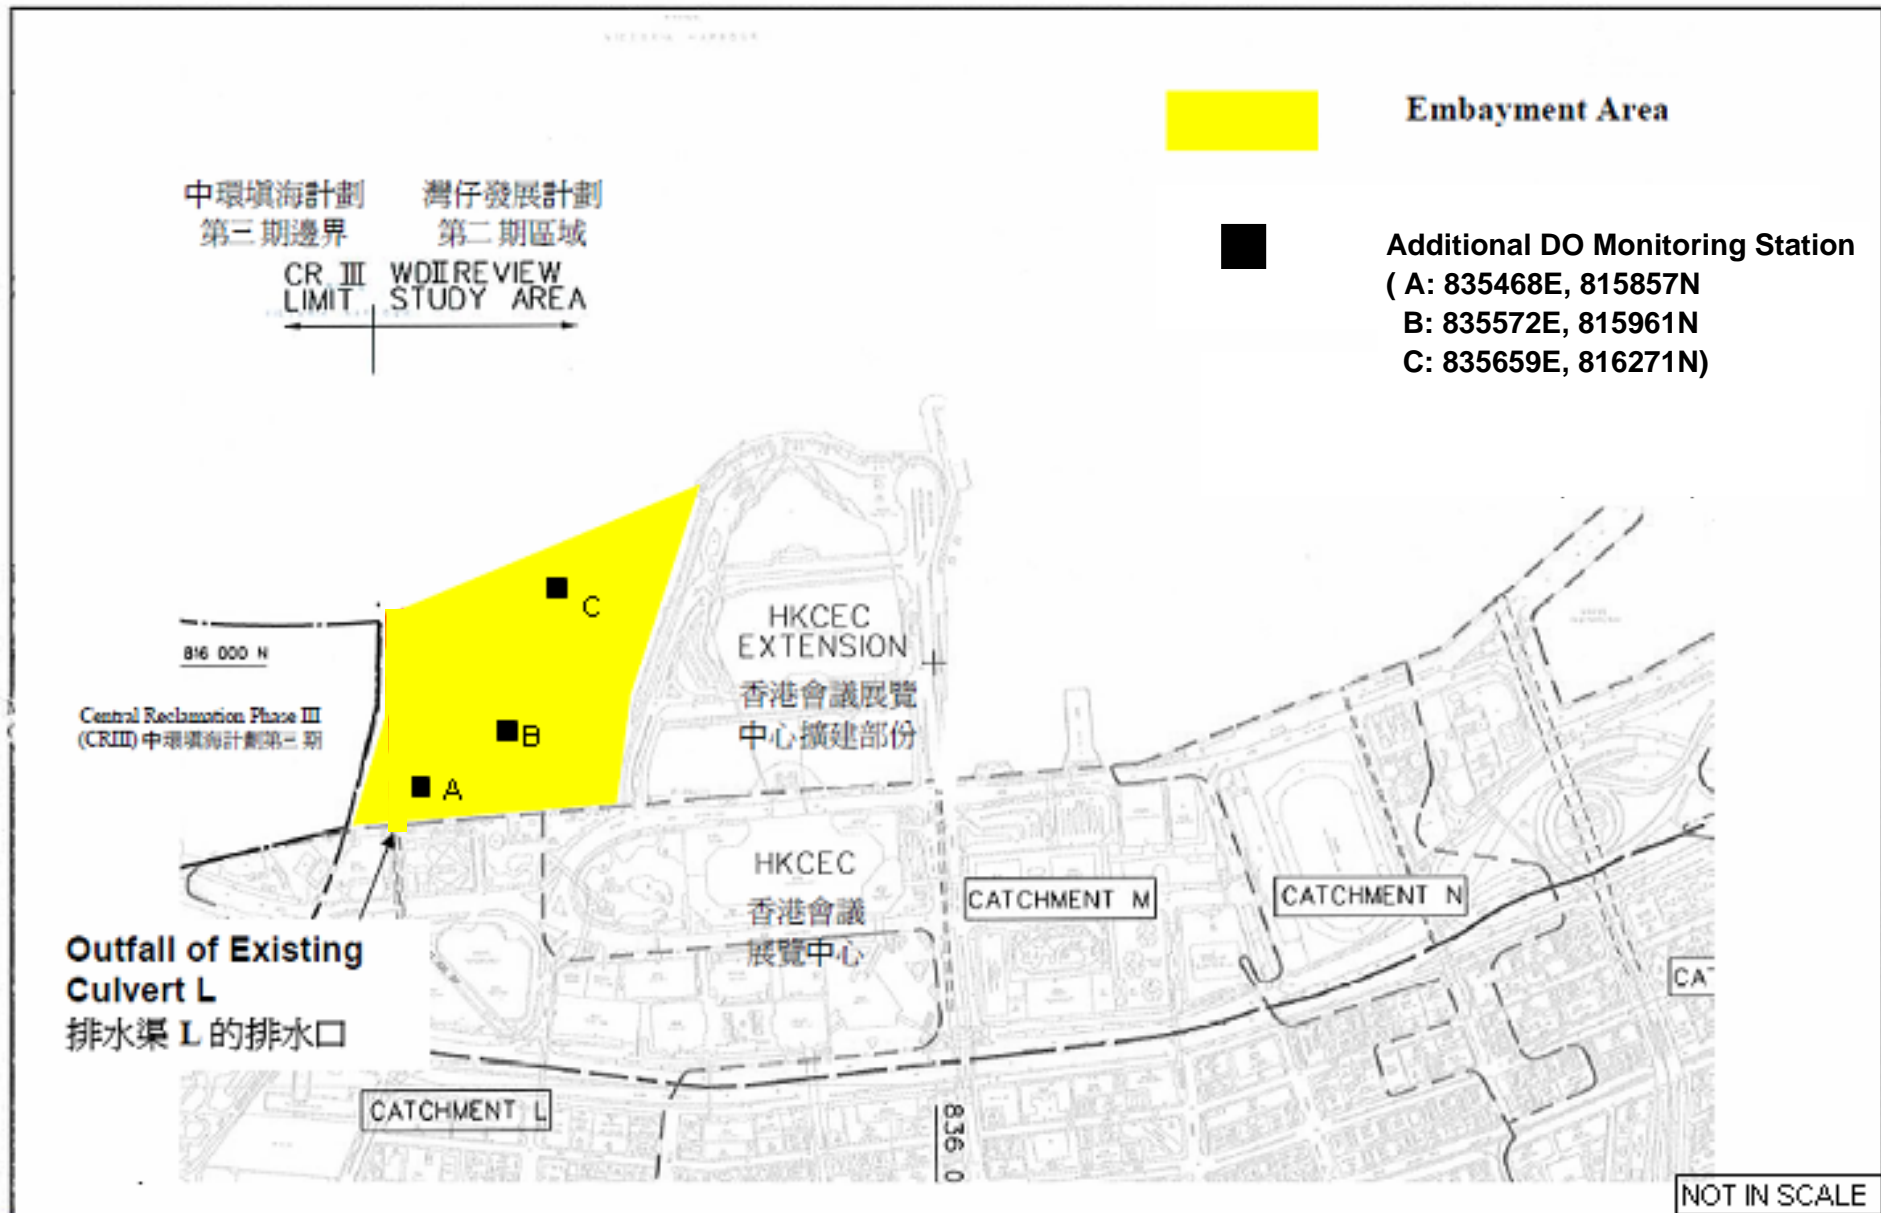 VICTORIA HARBOUR
Embayment Area
中環填海計劃
第三期邊界
灣仔發展計劃
第二期區域
CR III
LIMIT
WDII REVIEW
STUDY AREA
Additional DO Monitoring Station
( A: 835468E, 815857N
B: 835572E, 815961N
C: 835659E, 816271N)
C
B
A
816 000 N
Central Reclamation Phase III
(CRIII) 中環填海計劃第三期
HKCEC
EXTENSION
香港會議展覽
中心擴建部份
HKCEC
香港會議
展覽中心
CATCHMENT M
CATCHMENT N
CAT
Outfall of Existing
Culvert L
排水渠 L 的排水口
CATCHMENT L
836 0
NOT IN SCALE